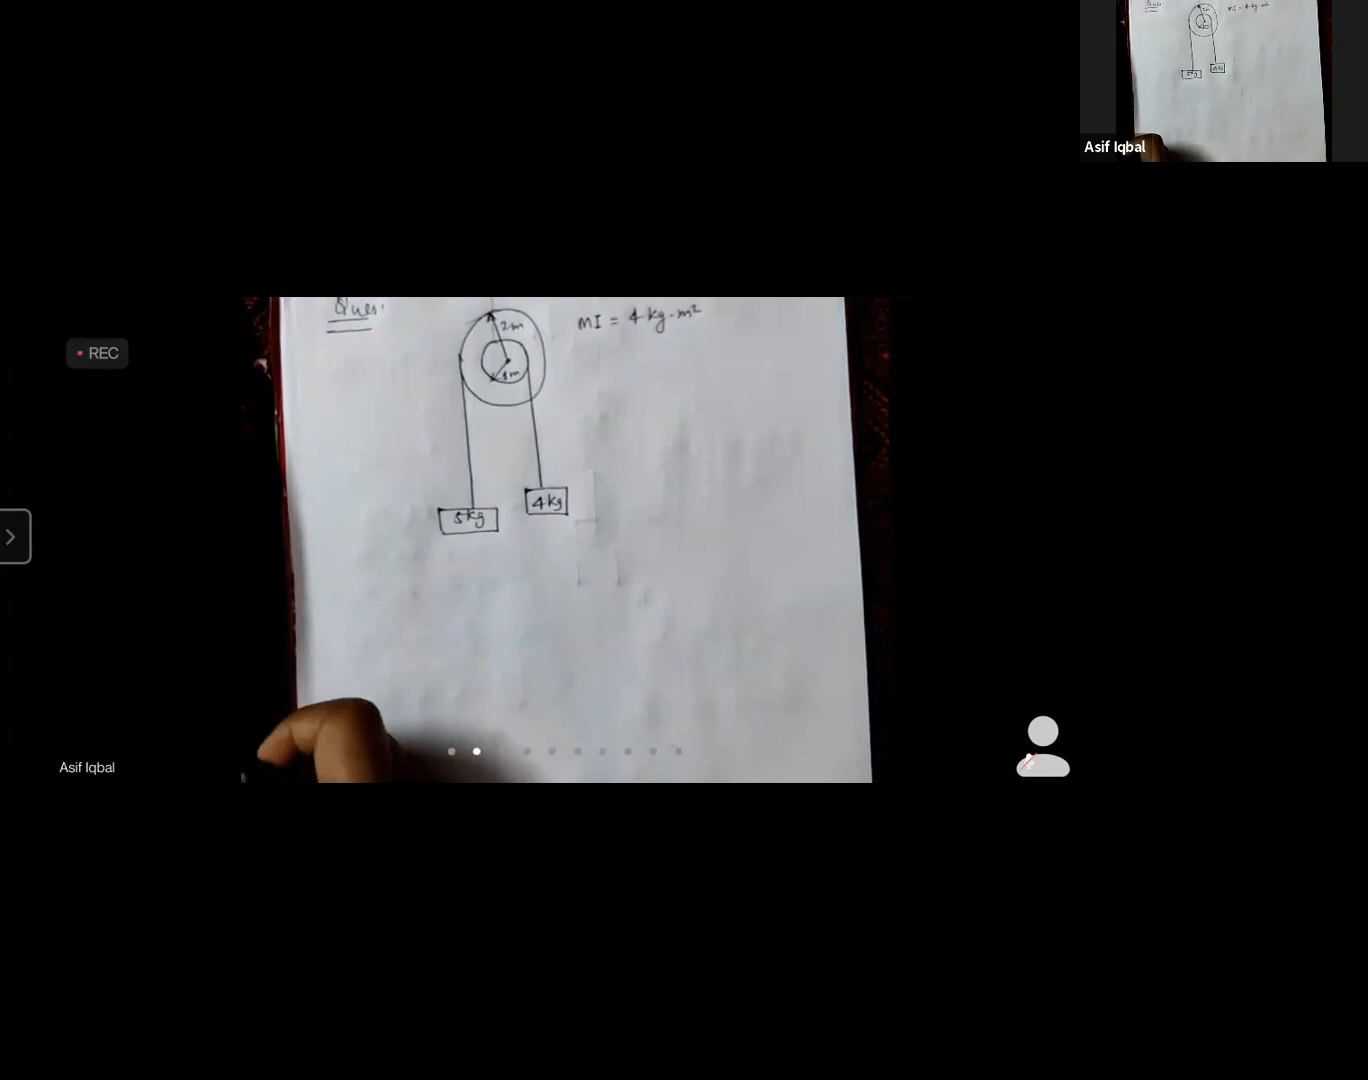 Asif Iqbal
Ques.
2m
MI = 4 kg-m²
1m
REC
5kg
4kg
Asif Iqbal